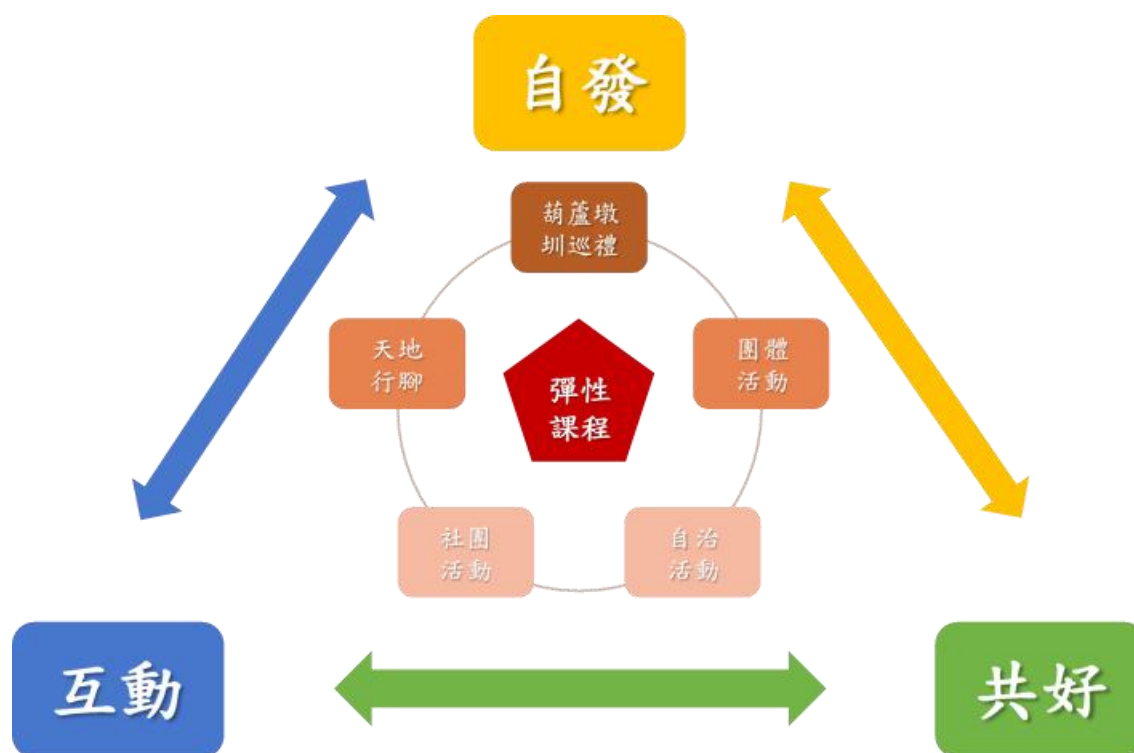 自發
葫蘆墩
圳巡禮
天地
行腳
團體
活動
彈性
課程
社團
活動
自治
活動
互動
共好